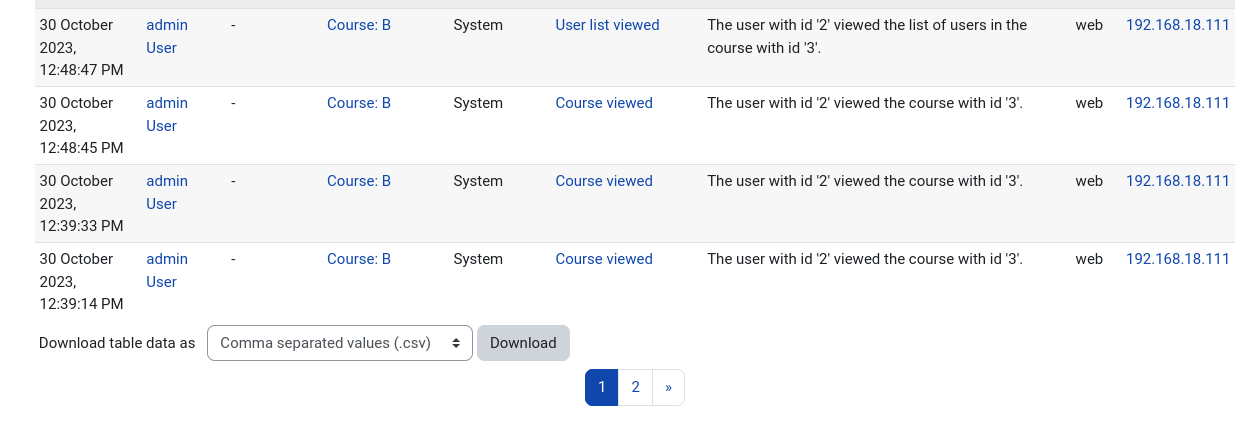 30 October admin - Course: B System User list viewed The user with id '2' viewed the list of users in the web 192.168.18.111
2023, User course with id '3'.
12:48:47 PM
30 October admin - Course: B System Course viewed The user with id '2' viewed the course with id '3'. web 192.168.18.111
2023, User
12:48:45 PM
30 October admin - Course: B System Course viewed The user with id '2' viewed the course with id '3'. web 192.168.18.111
2023, User
12:39:33 PM
30 October admin - Course: B System Course viewed The user with id '2' viewed the course with id '3'. web 192.168.18.111
2023, User
12:39:14 PM
Download table data as Comma separated values (.csv) Download
1 2 »